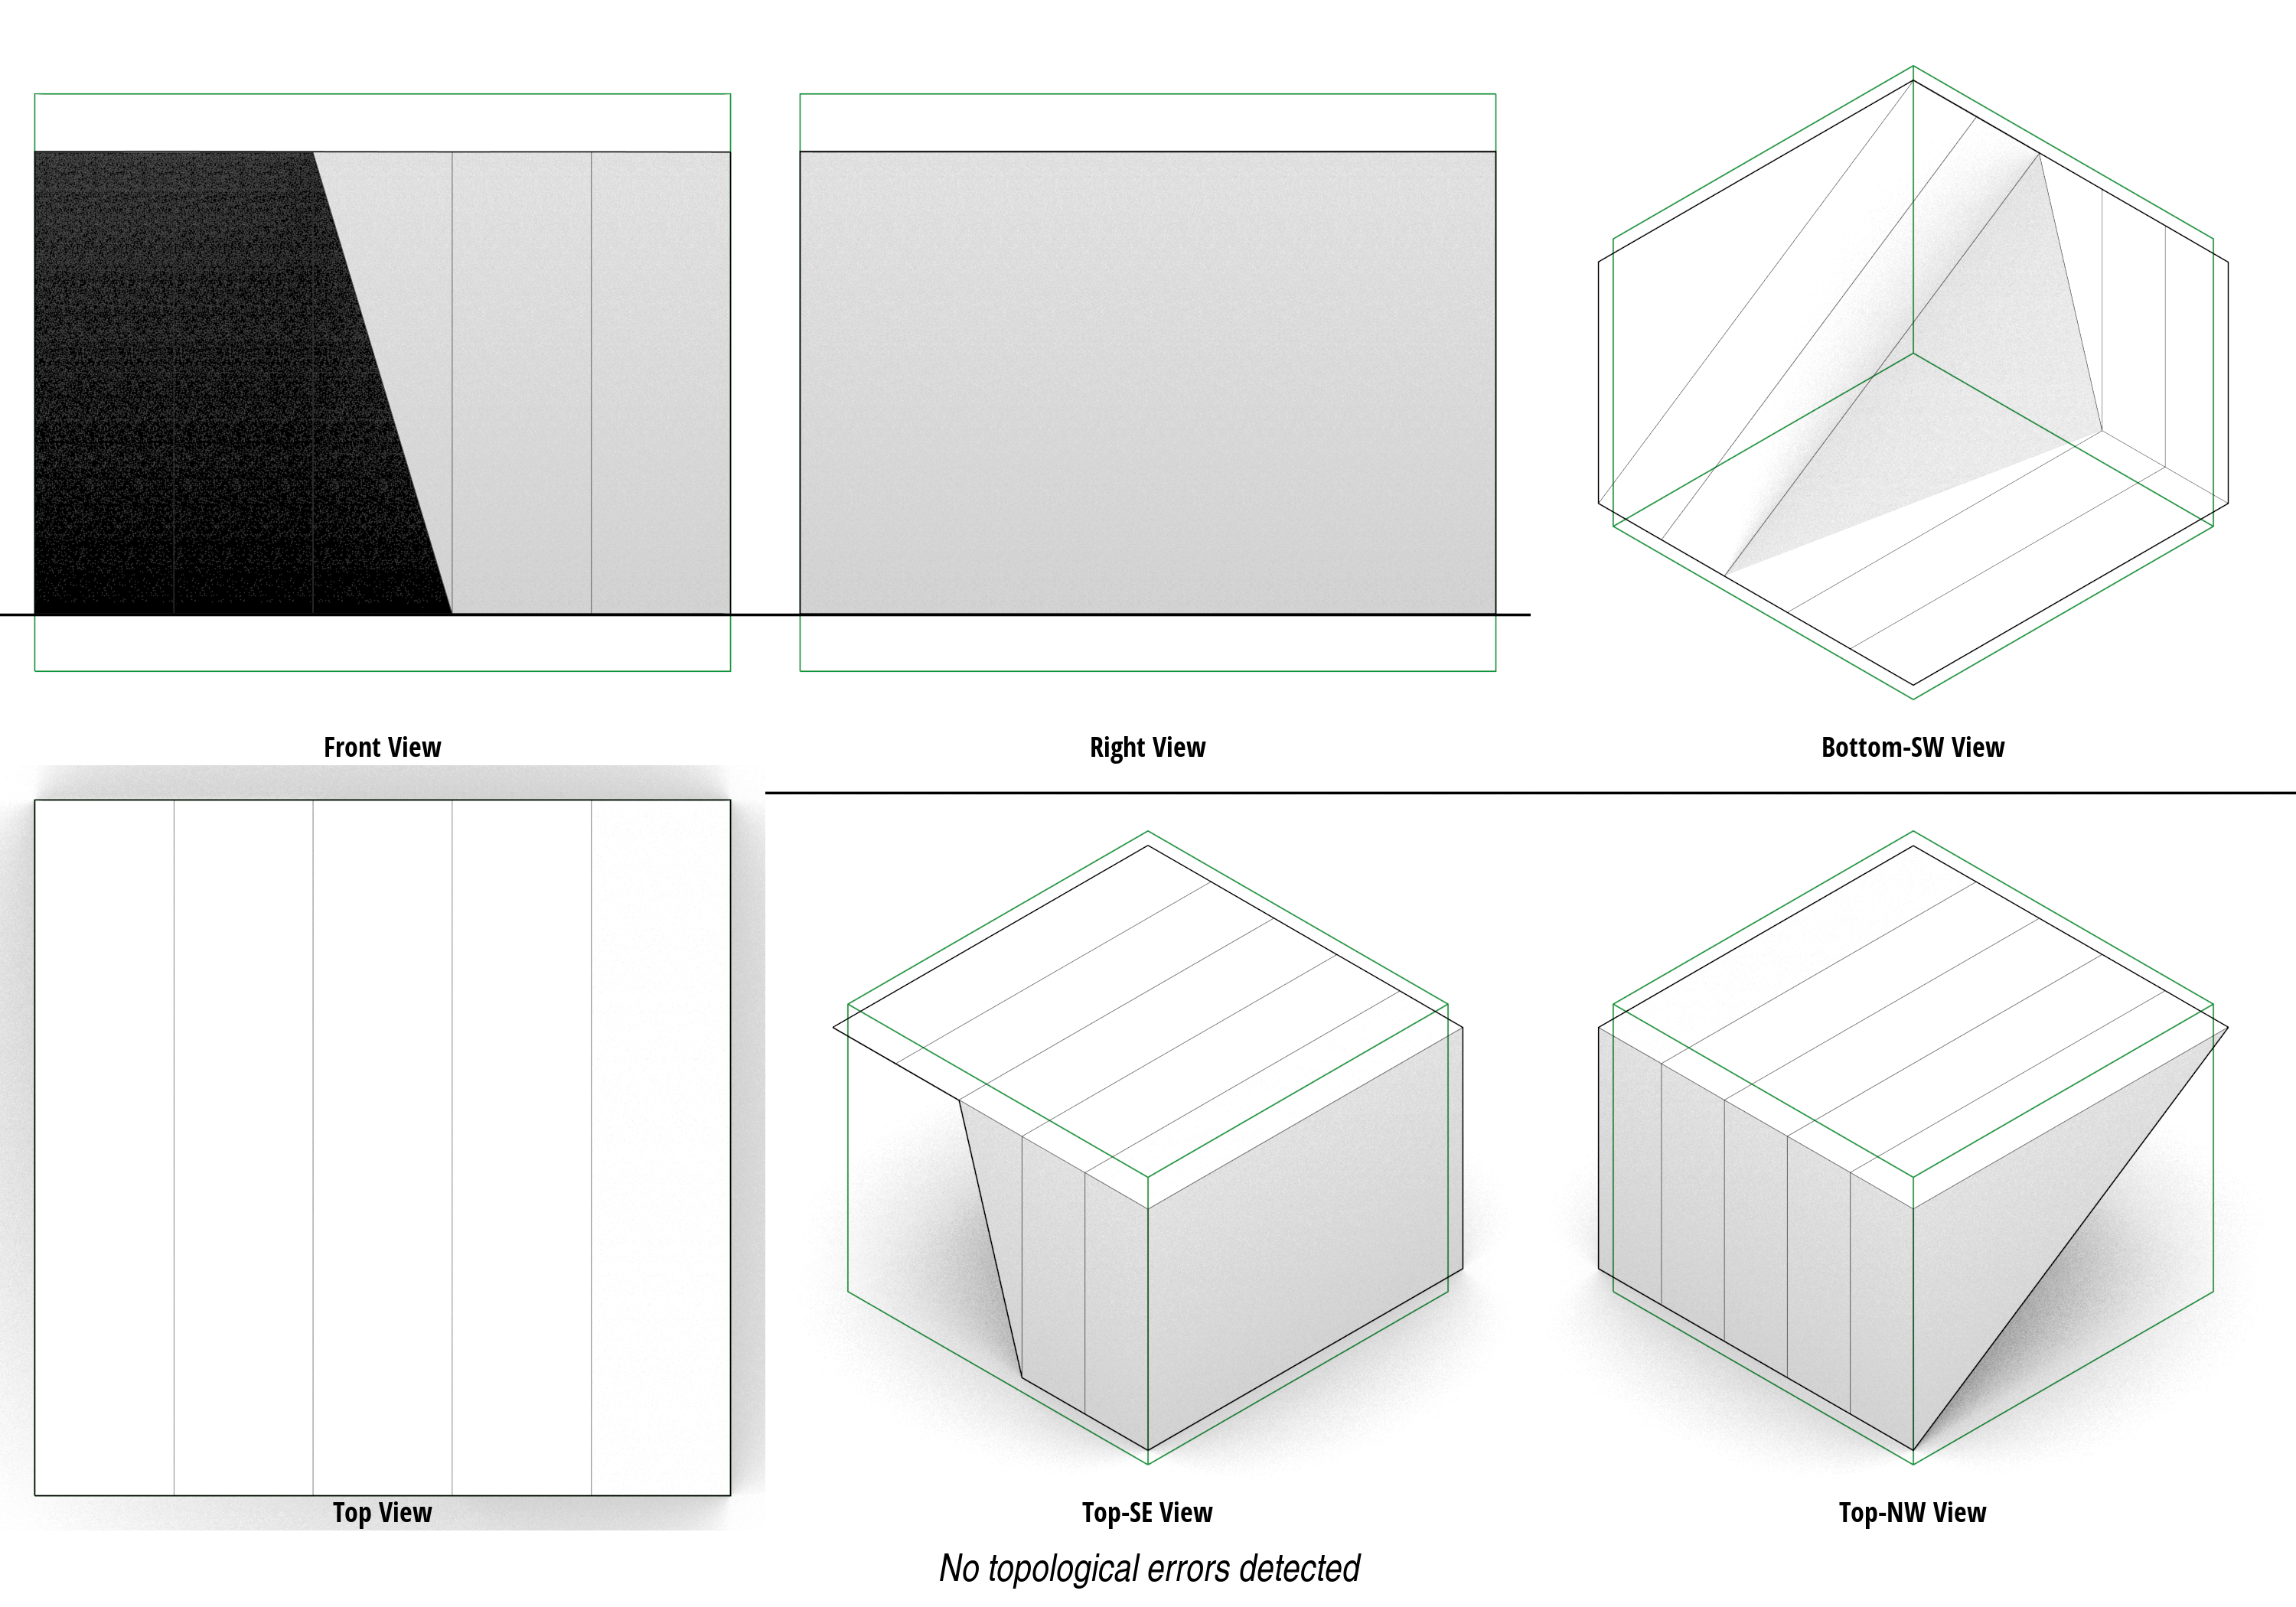 Front View
Right View
Bottom-SW View
Top View
Top-SE View
Top-NW View
No topological errors detected